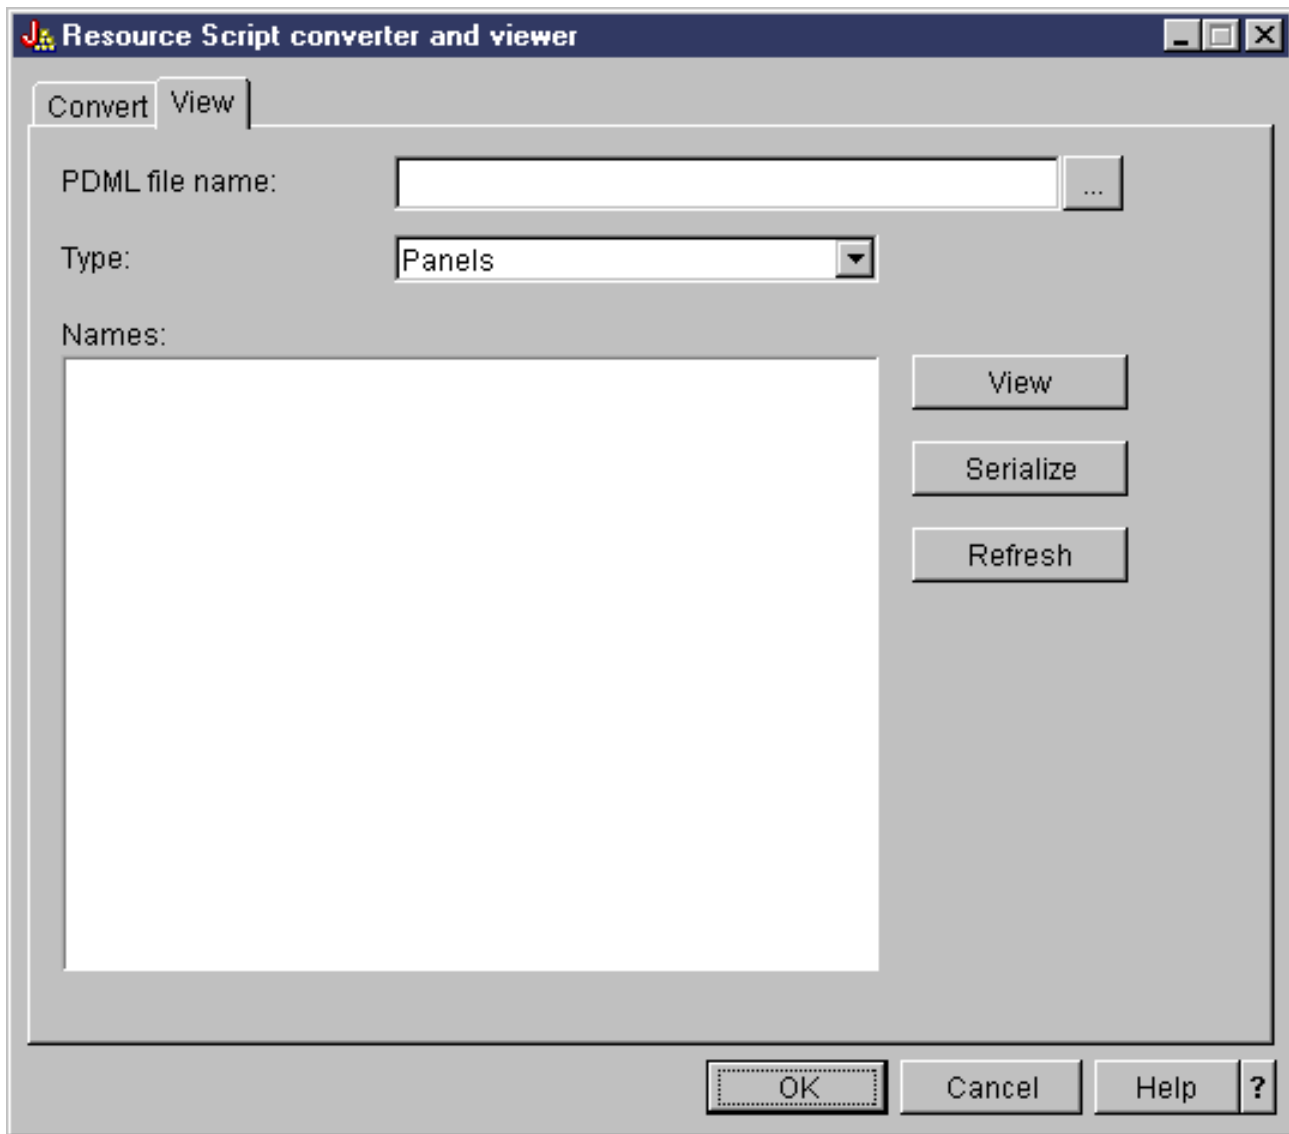 Resource Script converter and viewer
Convert View
PDML file name: ...
Type: Panels
Names:
View
Serialize
Refresh
OK Cancel Help ?